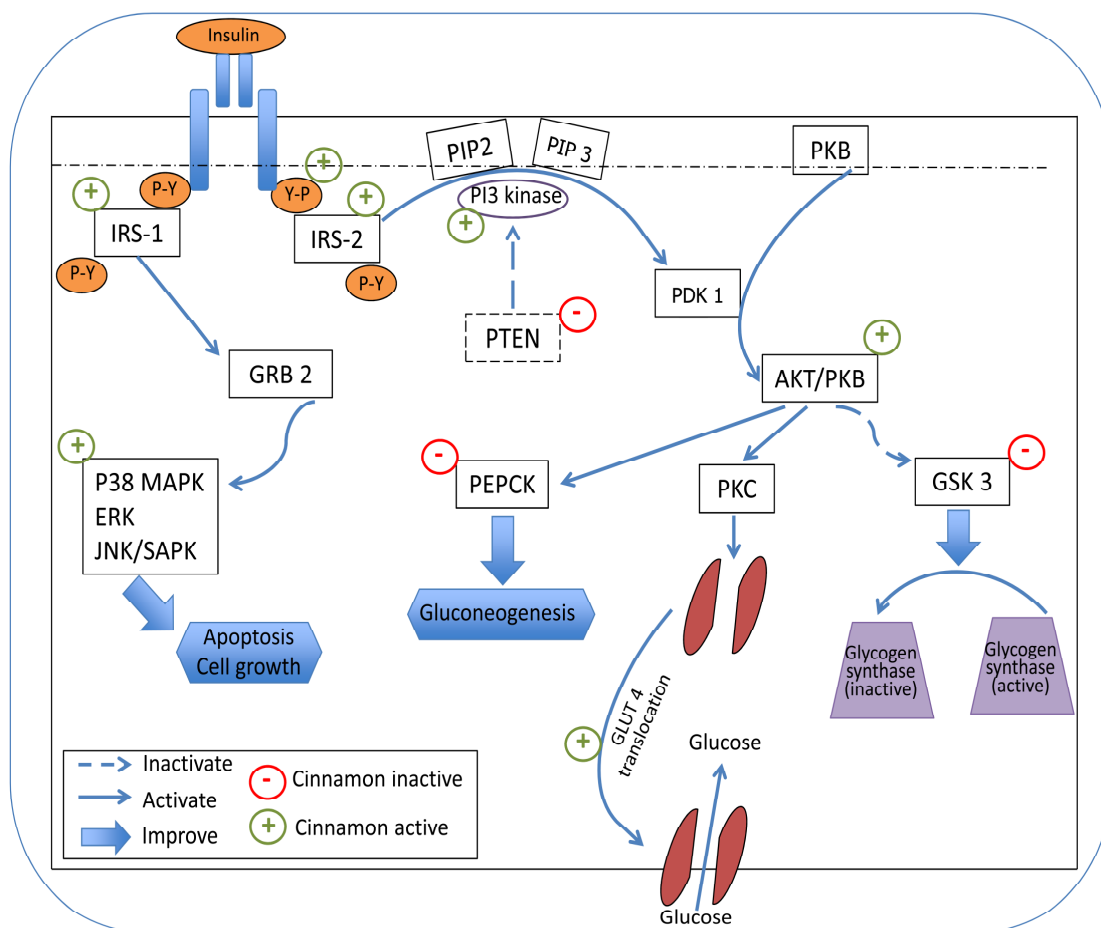 Insulin
PIP2
PIP 3
PKB
P-Y
Y-P
+
+
+
PI3 kinase
+
IRS-1
IRS-2
P-Y
P-Y
PDK 1
PTEN
-
+
GRB 2
AKT/PKB
+
P38 MAPK
ERK
JNK/SAPK
-
PEPCK
PKC
GSK 3
-
Gluconeogenesis
Apoptosis
Cell growth
Glycogen
synthase
(inactive)
Glycogen
synthase
(active)
GLUT 4
translocation
+
Glucose
Glucose
Inactivate
Activate
Improve
- Cinnamon inactive
+ Cinnamon active